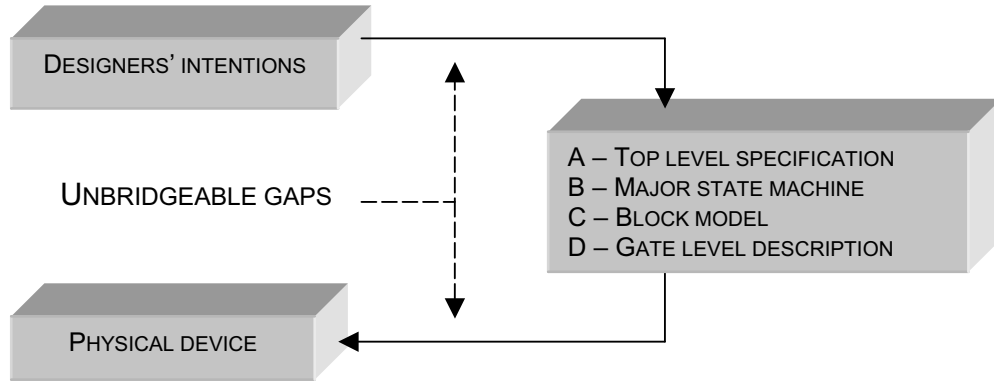 DESIGNERS’ INTENTIONS
A – TOP LEVEL SPECIFICATION
B – MAJOR STATE MACHINE
C – BLOCK MODEL
D – GATE LEVEL DESCRIPTION
UNBRIDGEABLE GAPS
PHYSICAL DEVICE